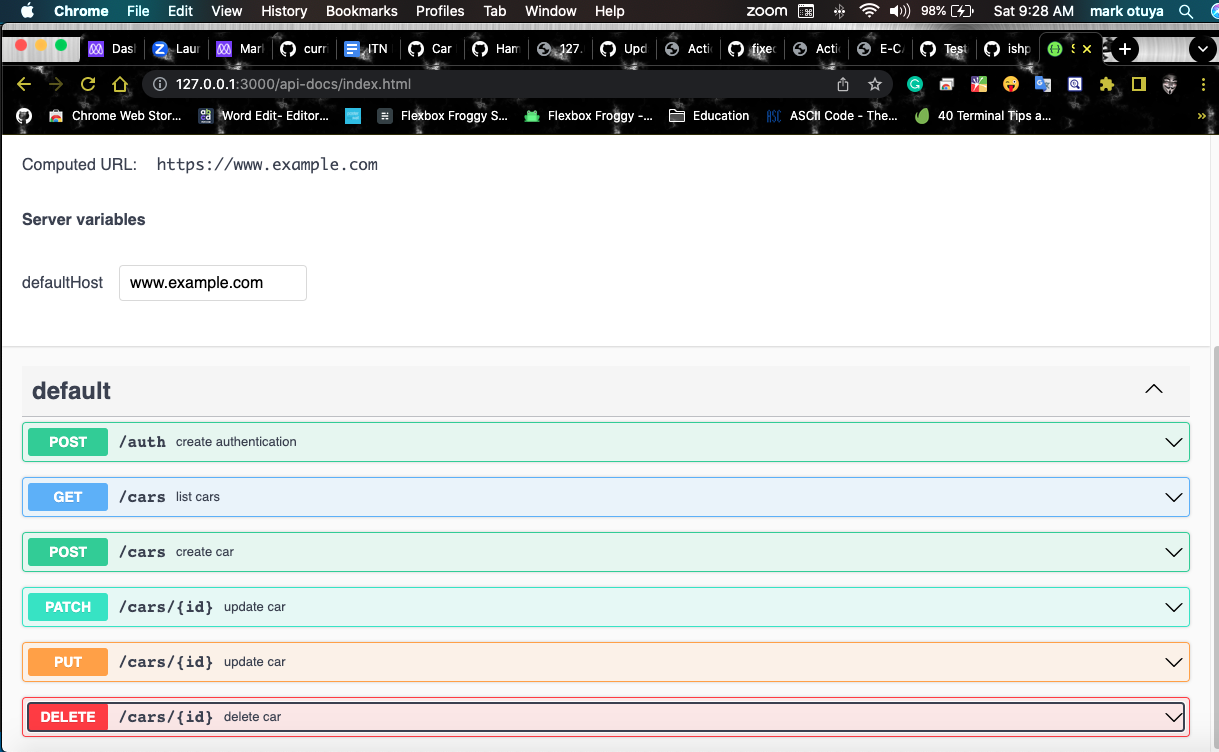 Chrome File Edit View History Bookmarks Profiles Tab Window Help zoom 98% Sat 9:28 AM mark otuya
Das Lau Mar curr ITN Car Ham 127. Upd Acti fixed Acti E-C Test ishp
127.0.0.1:3000/api-docs/index.html
Chrome Web Stor... Word Edit- Editor... Flexbox Froggy S... Flexbox Froggy -... Education ASC ASCII Code - The... 40 Terminal Tips a... »
Computed URL: https://www.example.com
Server variables
defaultHost www.example.com
default
POST /auth create authentication
GET /cars list cars
POST /cars create car
PATCH /cars/{id} update car
PUT /cars/{id} update car
DELETE /cars/{id} delete car